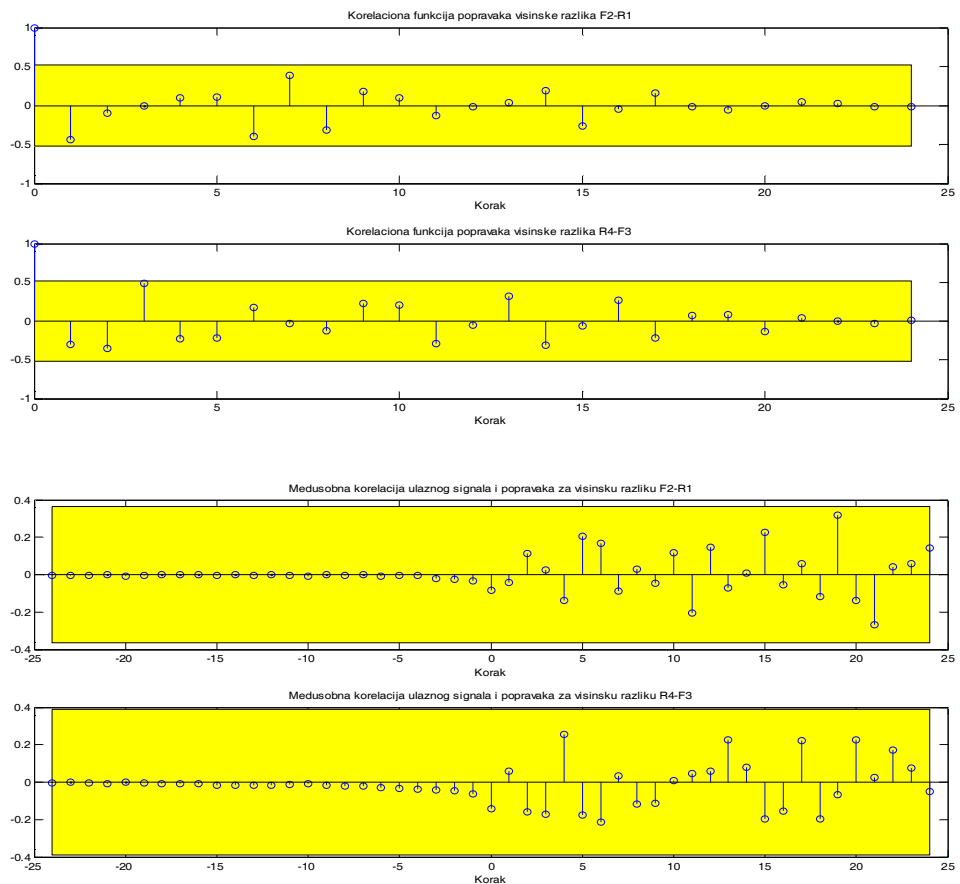 Korelaciona funkcija popravaka visinske razlika F2-R1
1
0.5
0
-0.5
-1
0 5 10 15 20 25
Korak
Korelaciona funkcija popravaka visinske razlika R4-F3
1
0.5
0
-0.5
-1
0 5 10 15 20 25
Korak
Medusobna korelacija ulaznog signala i popravaka za visinsku razliku F2-R1
0.4
0.2
0
-0.2
-0.4
-25 -20 -15 -10 -5 0 5 10 15 20 25
Korak
Medusobna korelacija ulaznog signala i popravaka za visinsku razliku R4-F3
0.4
0.2
0
-0.2
-0.4
-25 -20 -15 -10 -5 0 5 10 15 20 25
Korak